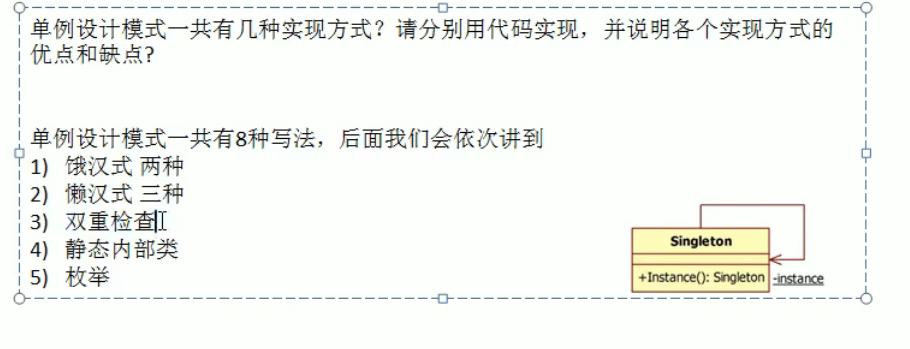 单例设计模式一共有几种实现方式？请分别用代码实现，并说明各个实现方式的
优点和缺点?
单例设计模式一共有8种写法，后面我们会依次讲到
1) 饿汉式 两种
2) 懒汉式 三种
3) 双重检查
4) 静态内部类
5) 枚举
Singleton
+Instance(): Singleton
-instance